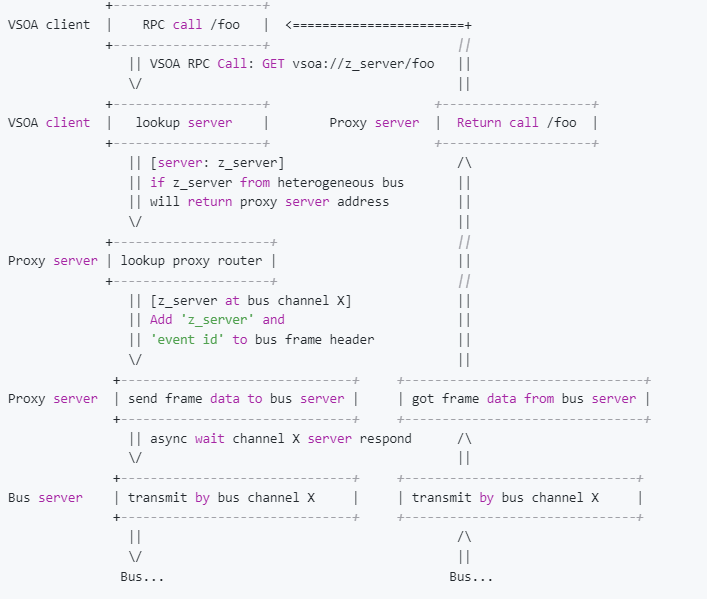 +--------------------+
VSOA client  |    RPC call /foo   |  <=======================+
             +--------------------+                         ||
                || VSOA RPC Call: GET vsoa://z_server/foo   ||
                \/                                          ||
             +--------------------+                      +--------------------+
VSOA client  |   lookup server    |        Proxy server  |  Return call /foo  |
             +--------------------+                      +--------------------+
                || [server: z_server]                       /\
                || if z_server from heterogeneous bus       ||
                || will return proxy server address         ||
                \/                                          ||
             +---------------------+                        ||
Proxy server | lookup proxy router |                        ||
             +---------------------+                        ||
                || [z_server at bus channel X]              ||
                || Add 'z_server' and                       ||
                || 'event id' to bus frame header           ||
                \/                                          ||
              +-------------------------------+     +--------------------------------+
Proxy server  | send frame data to bus server |     | got frame data from bus server |
              +-------------------------------+     +--------------------------------+
                || async wait channel X server respond      /\
                \/                                          ||
              +-------------------------------+     +-------------------------------+
Bus server    | transmit by bus channel X     |     | transmit by bus channel X     |
              +-------------------------------+     +-------------------------------+
                ||                                          /\
                \/                                          ||
               Bus...                                      Bus...